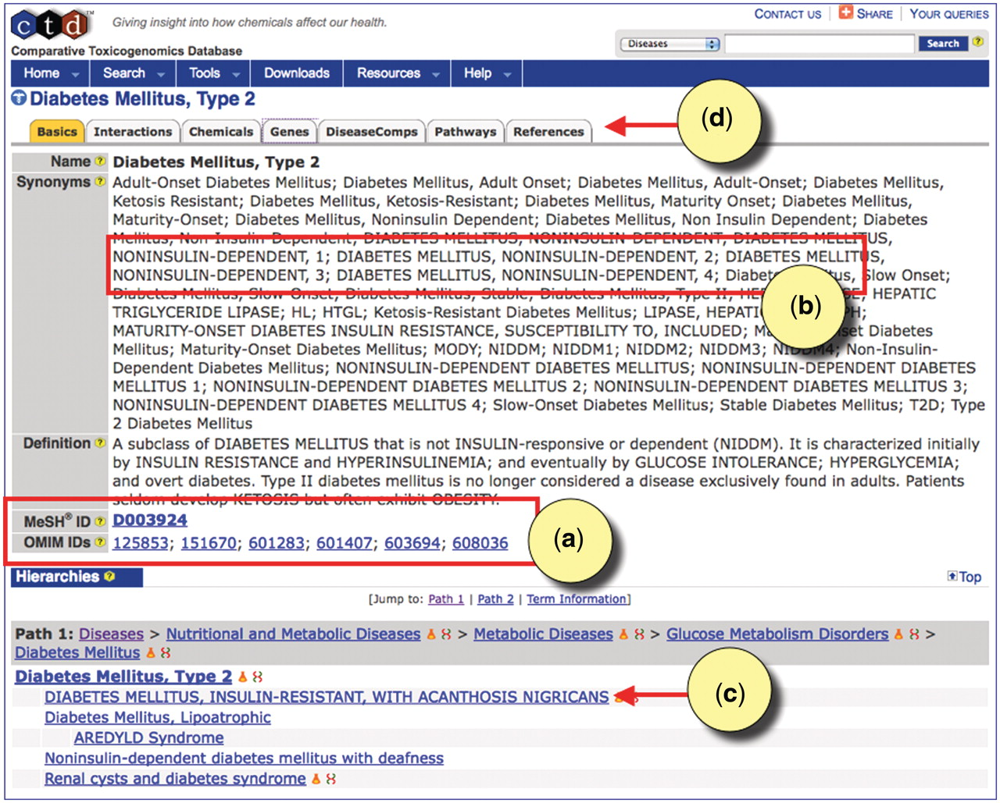 ctd™
Giving insight into how chemicals affect our health.
CONTACT US | SHARE | YOUR QUERIES
Comparative Toxicogenomics Database
Diseases Search ?
Home Search Tools Downloads Resources Help
Diabetes Mellitus, Type 2
Basics Interactions Chemicals Genes DiseaseComps Pathways References
(d)
Name ? Diabetes Mellitus, Type 2
Synonyms ? Adult-Onset Diabetes Mellitus; Diabetes Mellitus, Adult Onset; Diabetes Mellitus, Adult-Onset; Diabetes Mellitus,
Ketosis Resistant; Diabetes Mellitus, Ketosis-Resistant; Diabetes Mellitus, Maturity Onset; Diabetes Mellitus,
Maturity-Onset; Diabetes Mellitus, Noninsulin Dependent; Diabetes Mellitus, Non Insulin Dependent; Diabetes
Mellitus, Non-Insulin-Dependent; DIABETES MELLITUS, NONINSULIN-DEPENDENT; DIABETES MELLITUS,
NONINSULIN-DEPENDENT, 1; DIABETES MELLITUS, NONINSULIN-DEPENDENT, 2; DIABETES MELLITUS,
NONINSULIN-DEPENDENT, 3; DIABETES MELLITUS, NONINSULIN-DEPENDENT, 4; Slow Onset;
Diabetes Mellitus, Slow-Onset; Diabetes Mellitus, Stable; Diabetes Mellitus, Type II; HEPATIC
(b)
TRIGLYCERIDE LIPASE; HL; HTGL; Ketosis-Resistant Diabetes Mellitus; LIPASE,
MATURITY-ONSET DIABETES INSULIN RESISTANCE, SUSCEPTIBILITY TO, INCLUDED; Diabetes
Mellitus; Maturity-Onset Diabetes Mellitus; MODY; NIDDM; NIDDM1; NIDDM2; NIDDM3; NIDDM4; Non-Insulin-
Dependent Diabetes Mellitus; NONINSULIN-DEPENDENT DIABETES MELLITUS; NONINSULIN-DEPENDENT DIABETES
MELLITUS 1; NONINSULIN-DEPENDENT DIABETES MELLITUS 2; NONINSULIN-DEPENDENT DIABETES MELLITUS 3;
NONINSULIN-DEPENDENT DIABETES MELLITUS 4; Slow-Onset Diabetes Mellitus; Stable Diabetes Mellitus; T2D; Type
2 Diabetes Mellitus
Definition ? A subclass of DIABETES MELLITUS that is not INSULIN-responsive or dependent (NIDDM). It is characterized initially
by INSULIN RESISTANCE and HYPERINSULINEMIA; and eventually by GLUCOSE INTOLERANCE; HYPERGLYCEMIA;
and overt diabetes. Type II diabetes mellitus is no longer considered a disease exclusively found in adults. Patients
seldom develop KETOSIS but often exhibit OBESITY.
MeSH® ID ? D003924
OMIM IDs ? 125853; 151670; 601283; 601407; 603694; 608036
(a)
Hierarchies ? Top
[Jump to: Path 1 | Path 2 | Term Information]
Path 1: Diseases > Nutritional and Metabolic Diseases > Metabolic Diseases > Glucose Metabolism Disorders >
Diabetes Mellitus
Diabetes Mellitus, Type 2
DIABETES MELLITUS, INSULIN-RESISTANT, WITH ACANTHOSIS NIGRICANS
(c)
Diabetes Mellitus, Lipoatrophic
AREDYLD Syndrome
Noninsulin-dependent diabetes mellitus with deafness
Renal cysts and diabetes syndrome